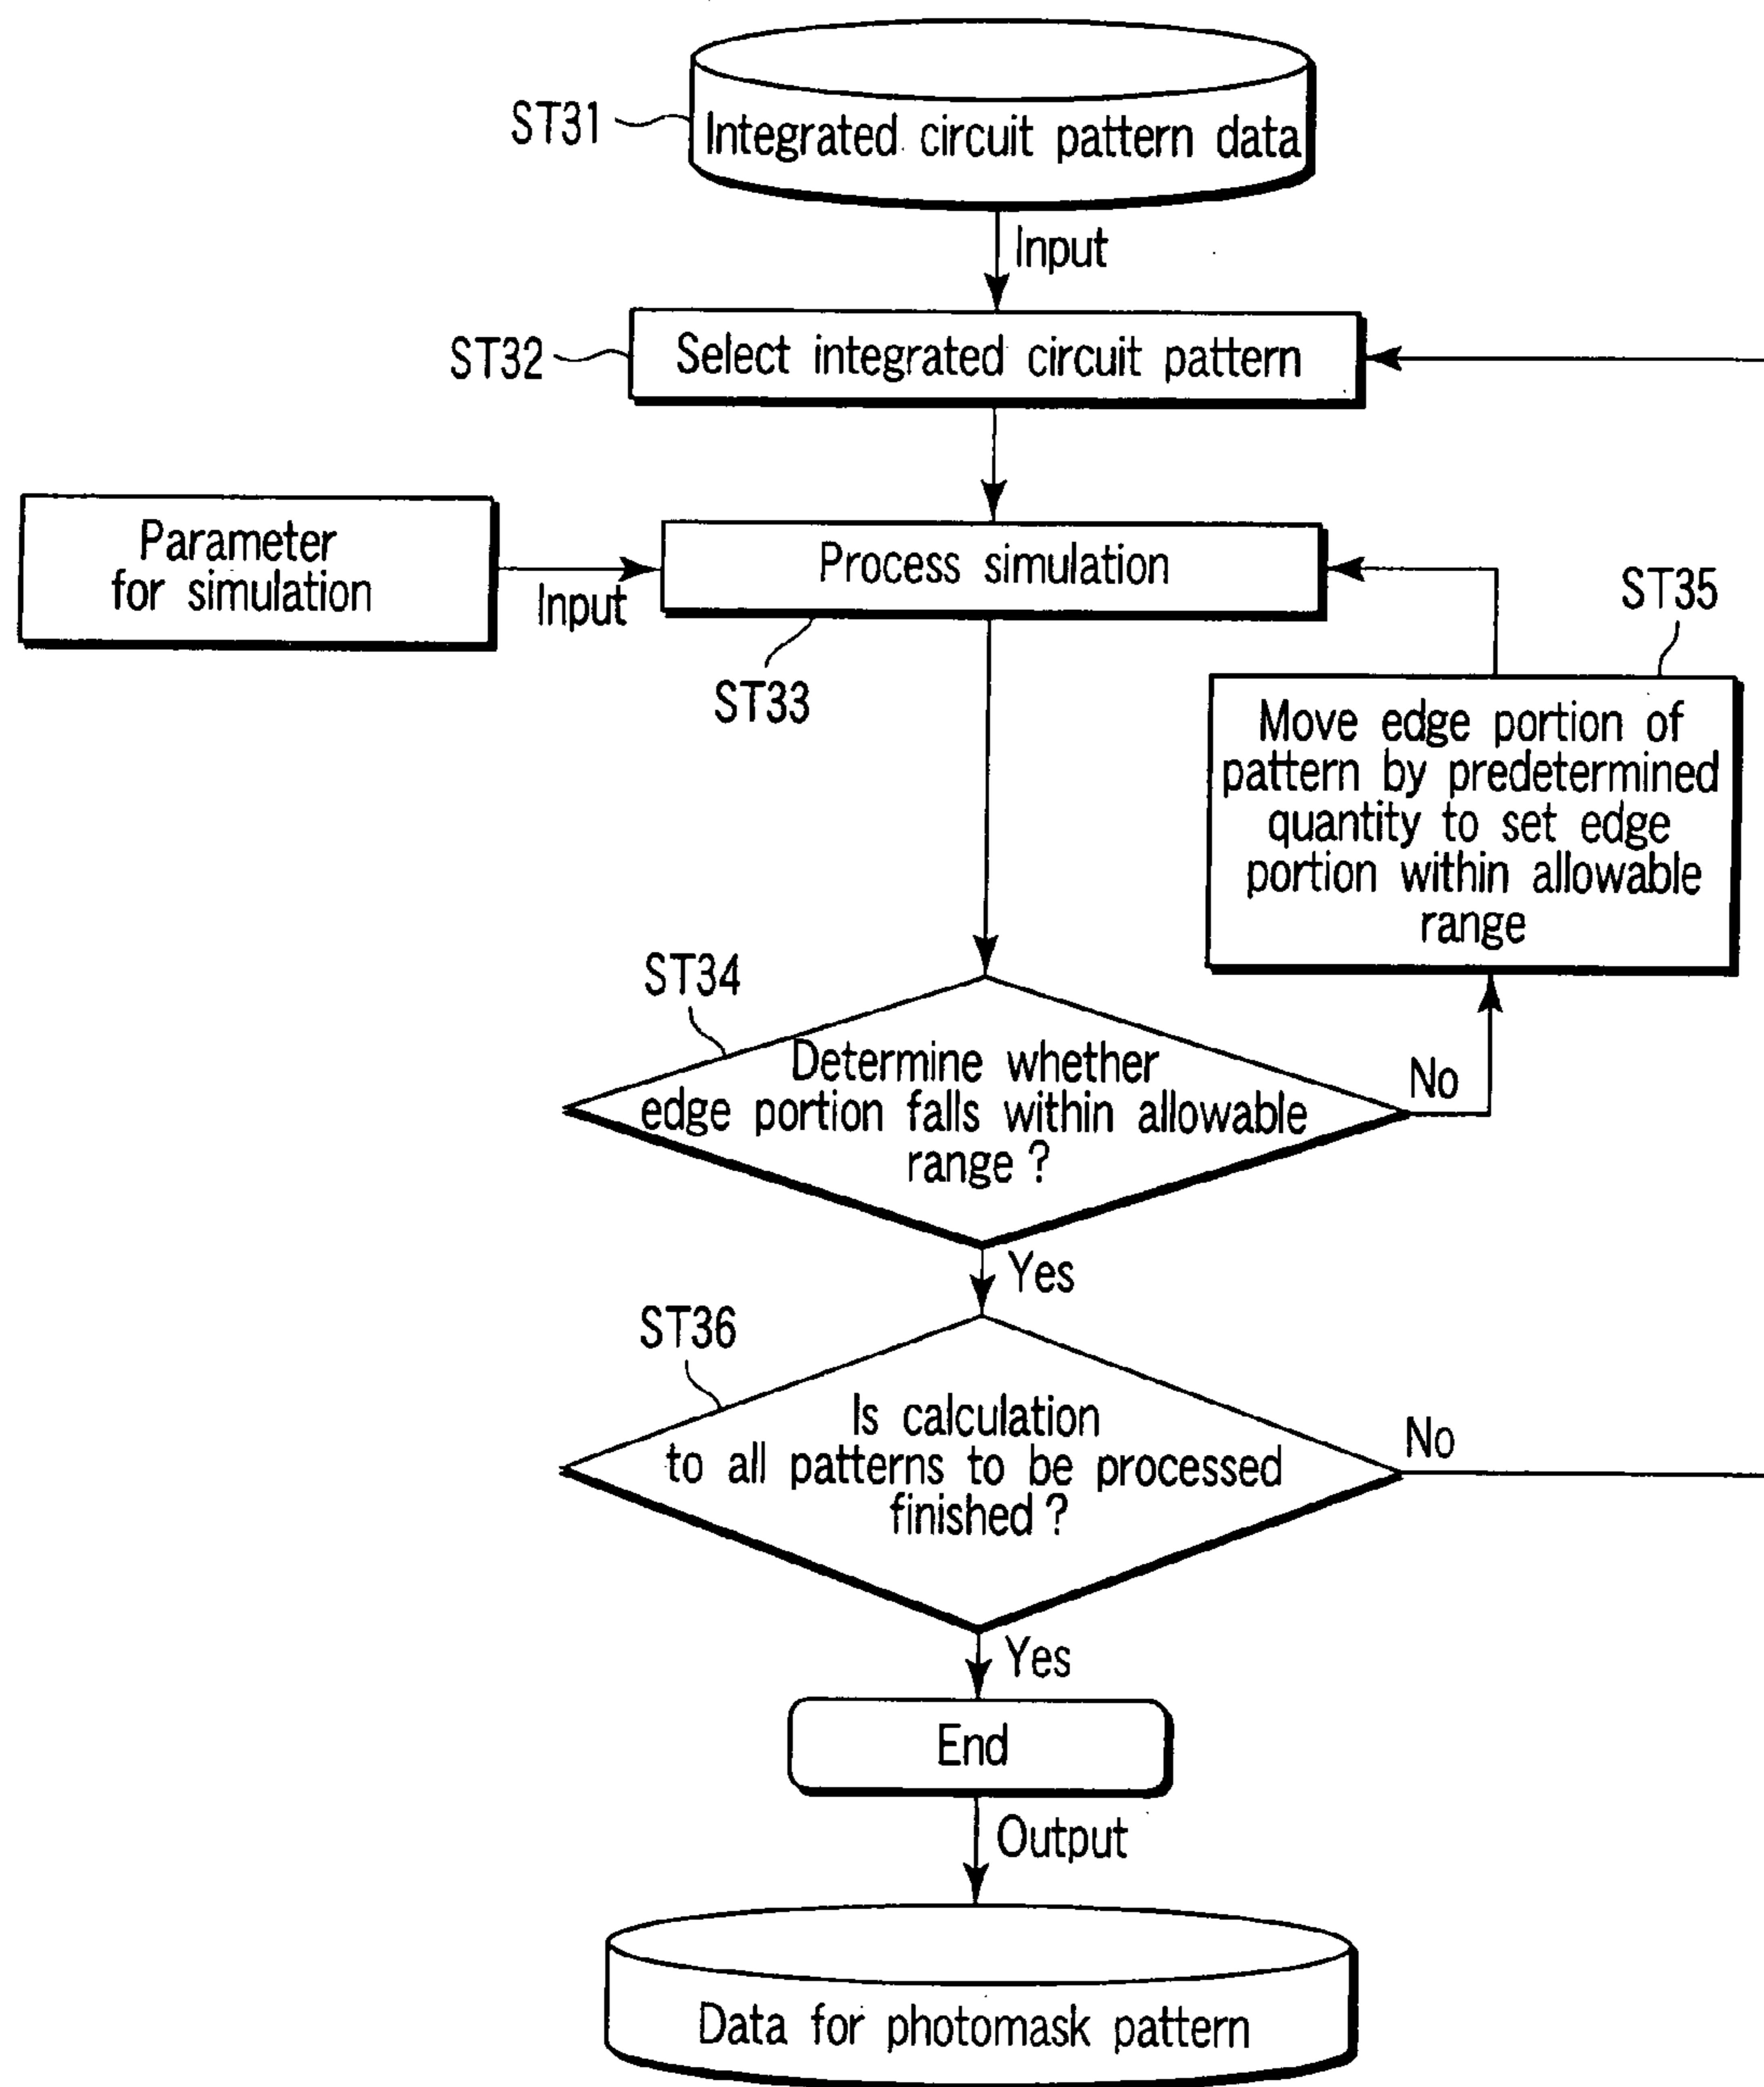 ST31
Integrated circuit pattern data
Input
ST32
Select integrated circuit pattern
Parameter
for simulation
Input
Process simulation
ST33
ST35
Move edge portion of
pattern by predetermined
quantity to set edge
portion within allowable
range
ST34
Determine whether
edge portion falls within allowable
range ?
No
Yes
ST36
Is calculation
to all patterns to be processed
finished ?
No
Yes
End
Output
Data for photomask pattern